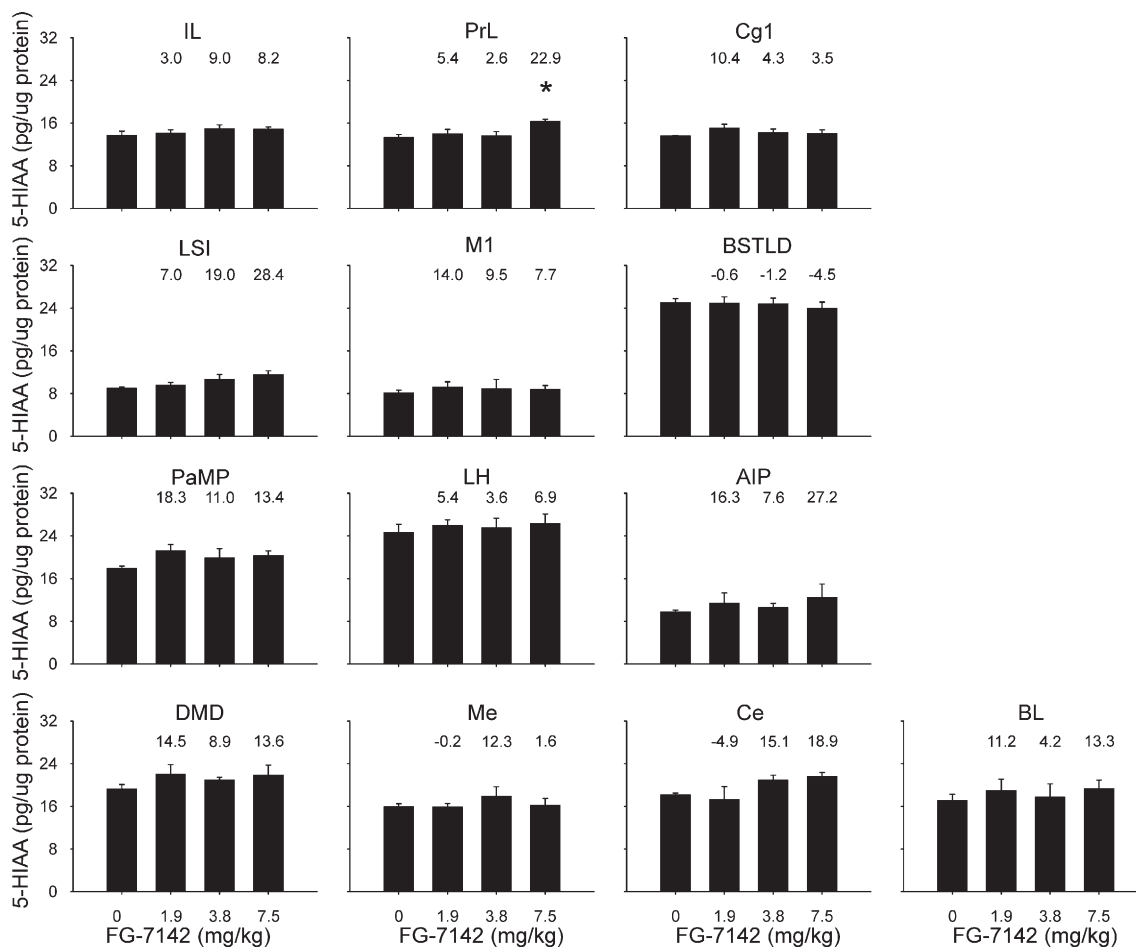 IL PrL Cg1
5-HIAA (pg/ug protein)
32
24
16
8
0
3.0 9.0 8.2
5.4 2.6 22.9
*
10.4 4.3 3.5
LSI M1 BSTLD
5-HIAA (pg/ug protein)
32
24
16
8
0
7.0 19.0 28.4
14.0 9.5 7.7
-0.6 -1.2 -4.5
PaMP LH AIP
5-HIAA (pg/ug protein)
32
24
16
8
0
18.3 11.0 13.4
5.4 3.6 6.9
16.3 7.6 27.2
DMD Me Ce BL
5-HIAA (pg/ug protein)
32
24
16
8
0
14.5 8.9 13.6
-0.2 12.3 1.6
-4.9 15.1 18.9
11.2 4.2 13.3
0 1.9 3.8 7.5
FG-7142 (mg/kg)
0 1.9 3.8 7.5
FG-7142 (mg/kg)
0 1.9 3.8 7.5
FG-7142 (mg/kg)
0 1.9 3.8 7.5
FG-7142 (mg/kg)